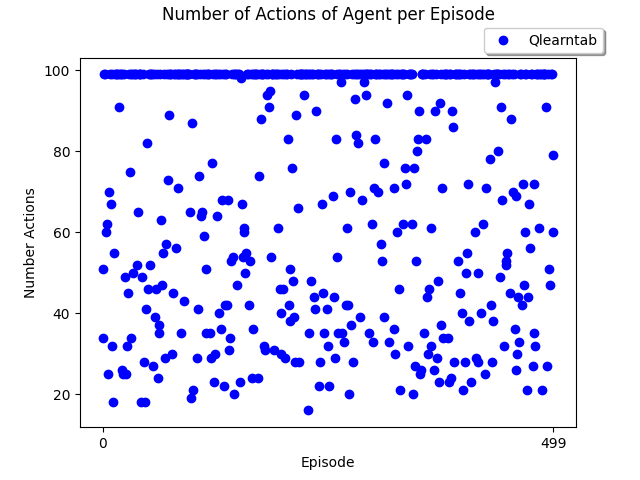 Number of Actions of Agent per Episode
Qlearntab
100
80
60
40
20
Number Actions
0 499
Episode